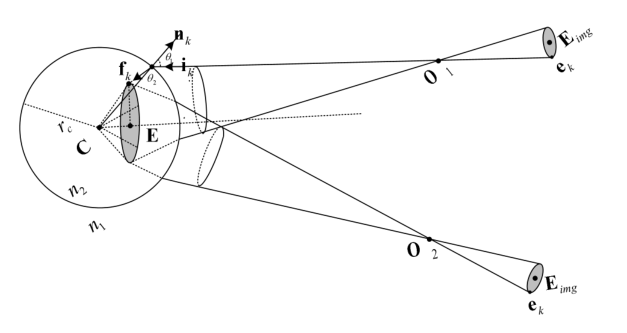 n_k
θ_1
E_img
f_k
θ_2
i_k
e_k
O_1
r_c
C
E
n_2
n_1
O_2
E_img
e_k